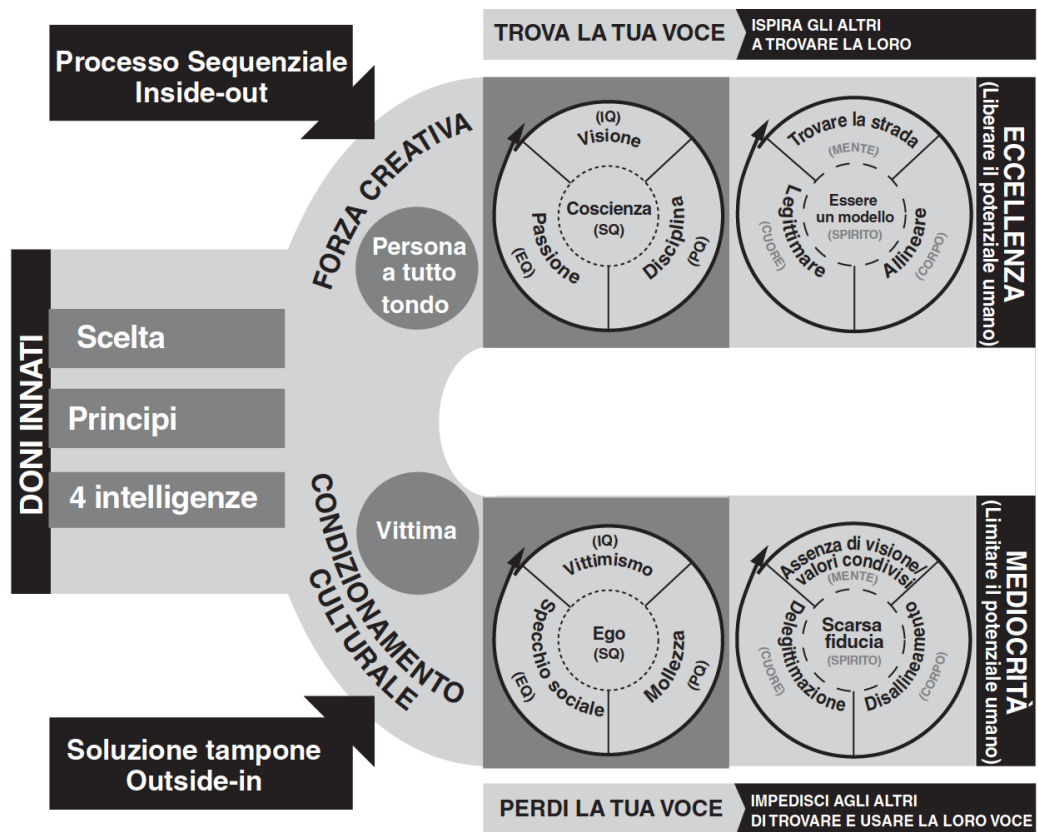 TROVA LA TUA VOCE
ISPIRA GLI ALTRI
A TROVARE LA LORO
Processo Sequenziale
Inside-out
FORZA CREATIVA
Persona
a tutto
tondo
(IQ)
Visione
Coscienza
(SQ)
Passione
(EQ)
Disciplina
(PQ)
Trovare la strada
(MENTE)
Essere
un modello
(SPIRITO)
Legittimare
(CUORE)
Allineare
(CORPO)
ECCELLENZA
(Liberare il potenziale umano)
DONI INNATI
Scelta
Principi
4 intelligenze
CONDIZIONAMENTO
CULTURALE
Vittima
(IQ)
Vittimismo
Ego
(SQ)
Specchio sociale
(EQ)
Mollezza
(PQ)
Assenza di visione/
valori condivisi
(MENTE)
Scarsa
fiducia
(SPIRITO)
Delegittimazione
(CUORE)
Disallineamento
(CORPO)
MEDIOCRITÀ
(Limitare il potenziale umano)
Soluzione tampone
Outside-in
PERDI LA TUA VOCE
IMPEDISCI AGLI ALTRI
DI TROVARE E USARE LA LORO VOCE